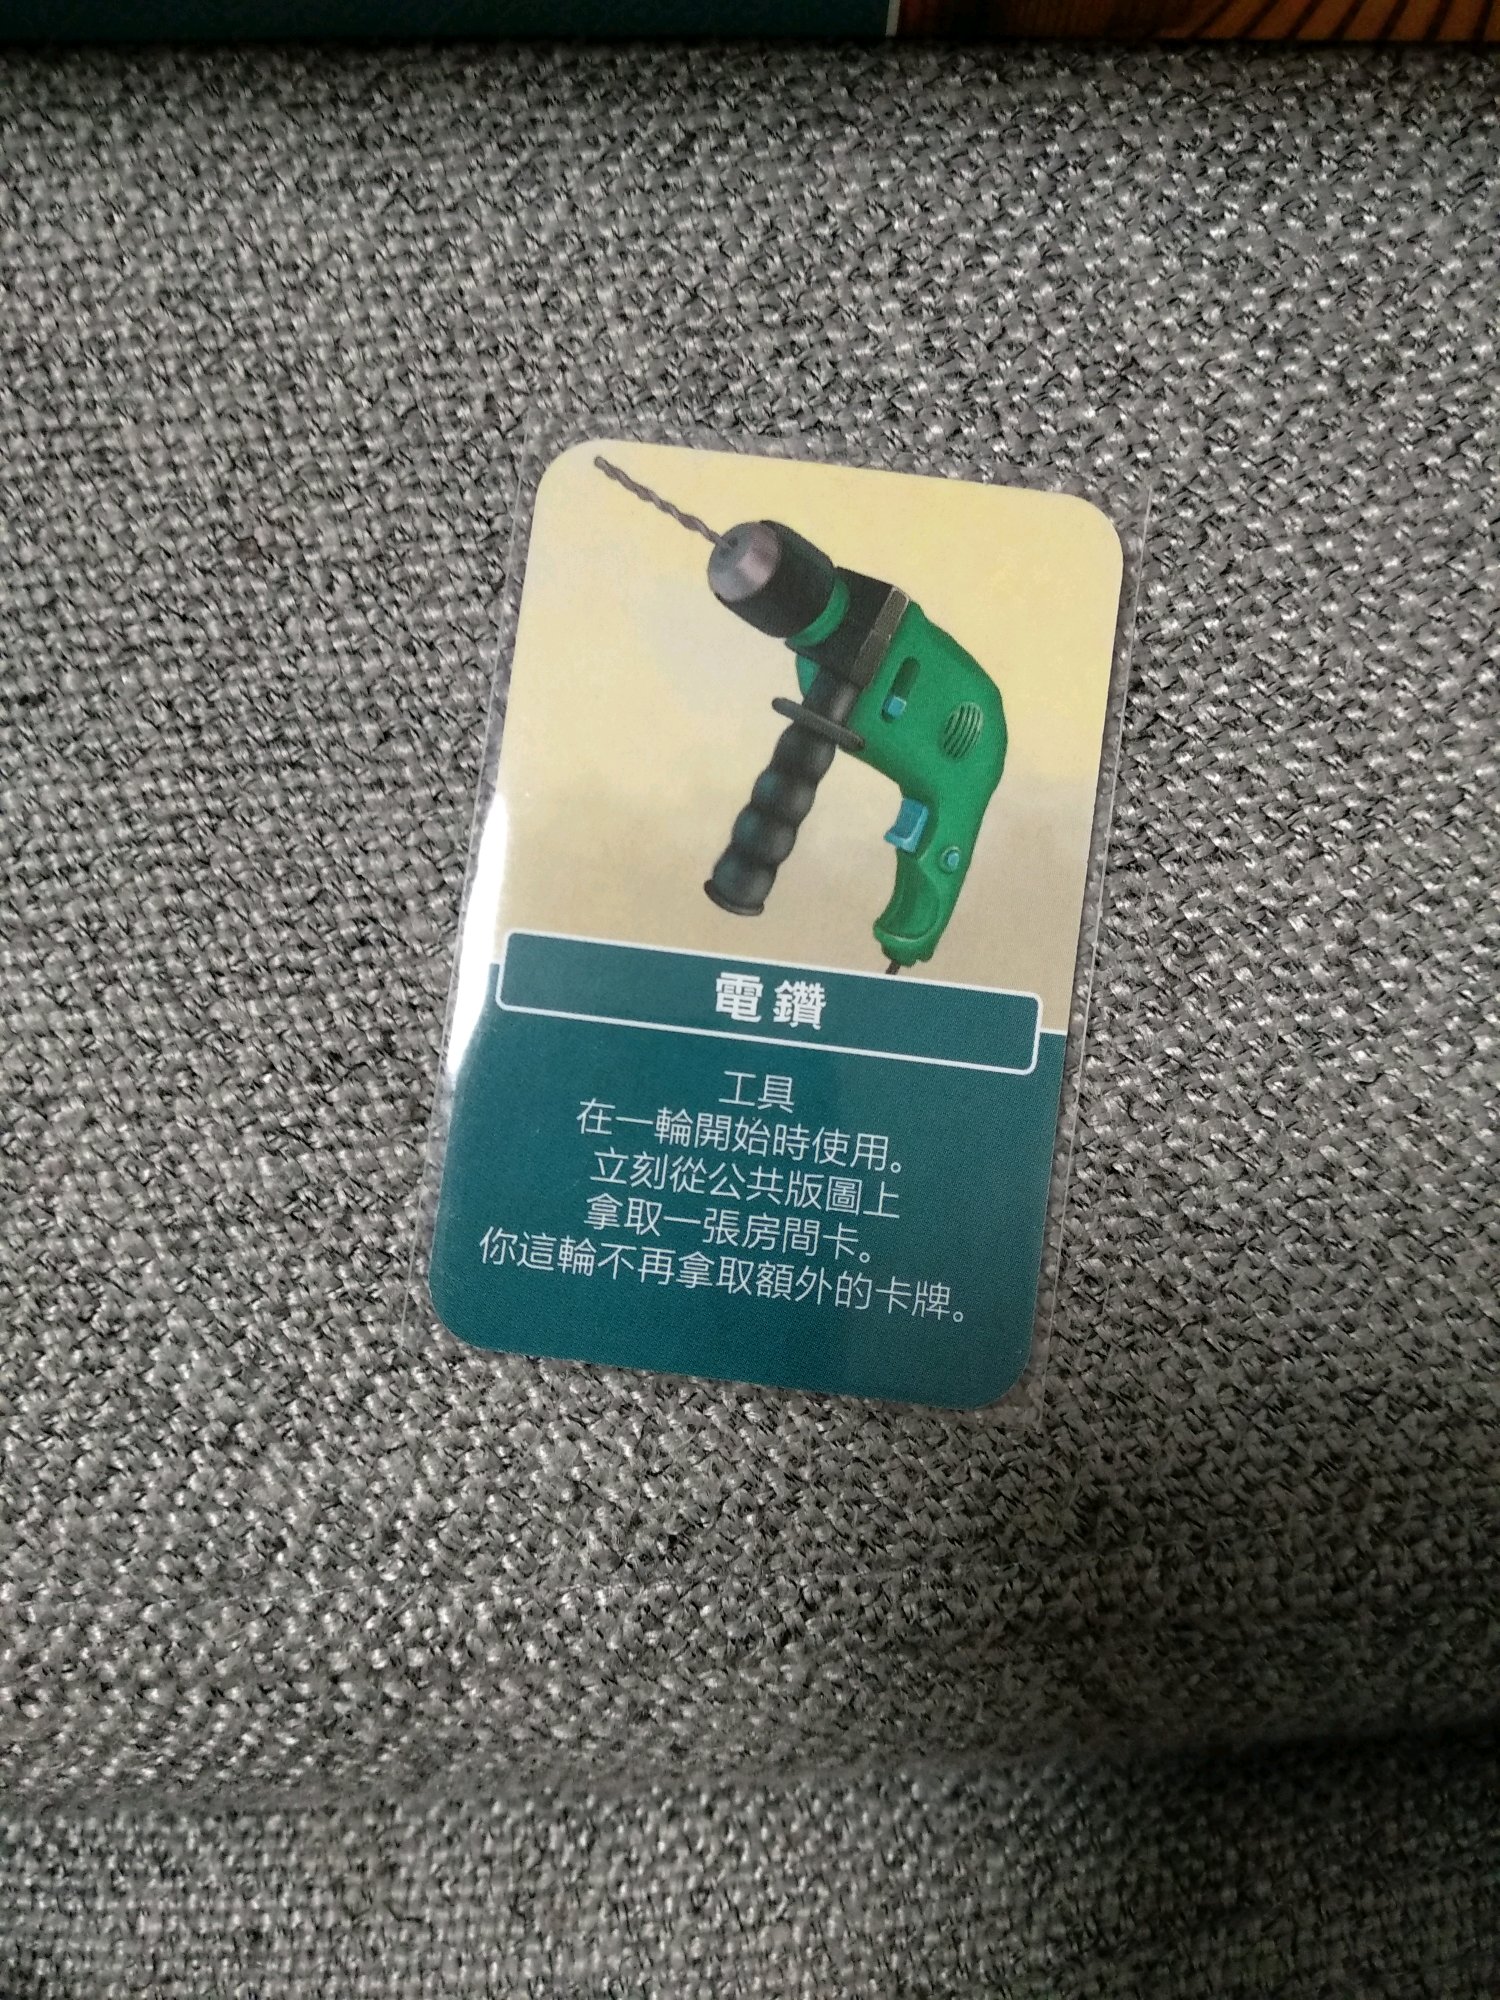 電鑽
工具
在一輪開始時使用。
立刻從公共版圖上
拿取一張房間卡。
你這輪不再拿取額外的卡牌。